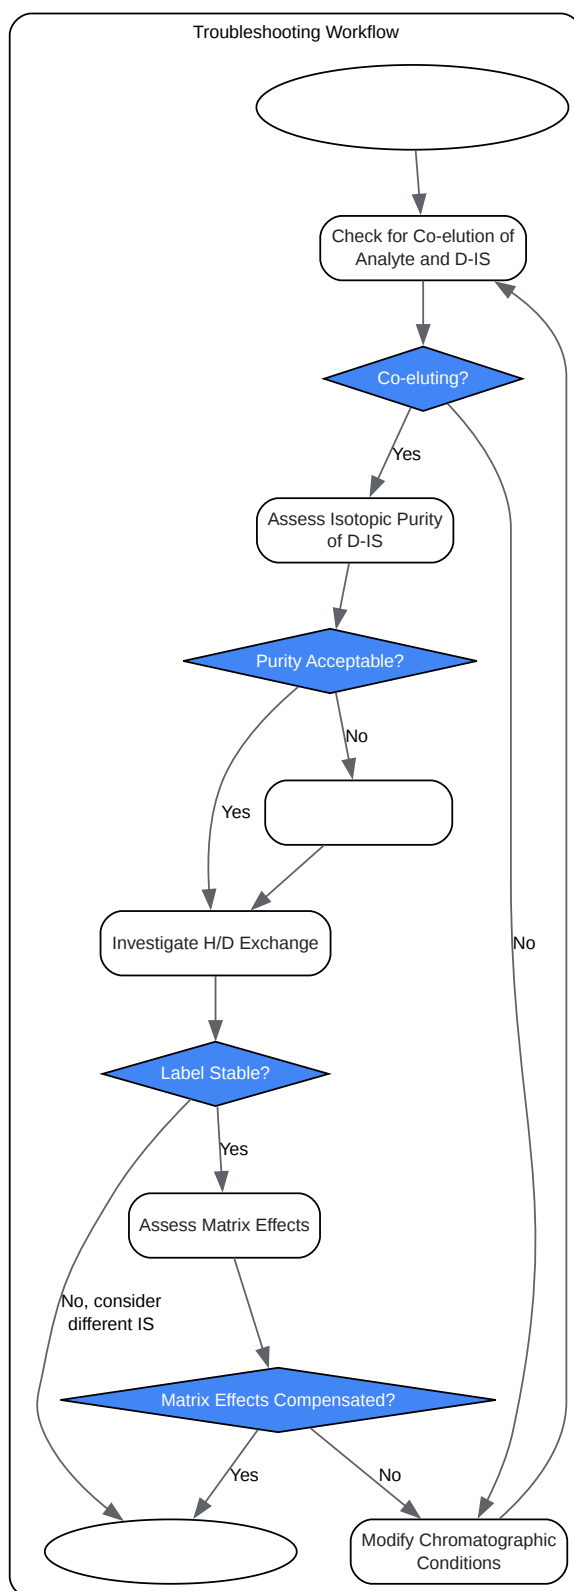 Troubleshooting Workflow
Check for Co-elution of
Analyte and D-IS
Co-eluting?
Yes
Assess Isotopic Purity
of D-IS
Purity Acceptable?
No
Yes
Investigate H/D Exchange
No
Label Stable?
Yes
Assess Matrix Effects
No, consider
different IS
Matrix Effects Compensated?
Yes
No
Modify Chromatographic
Conditions